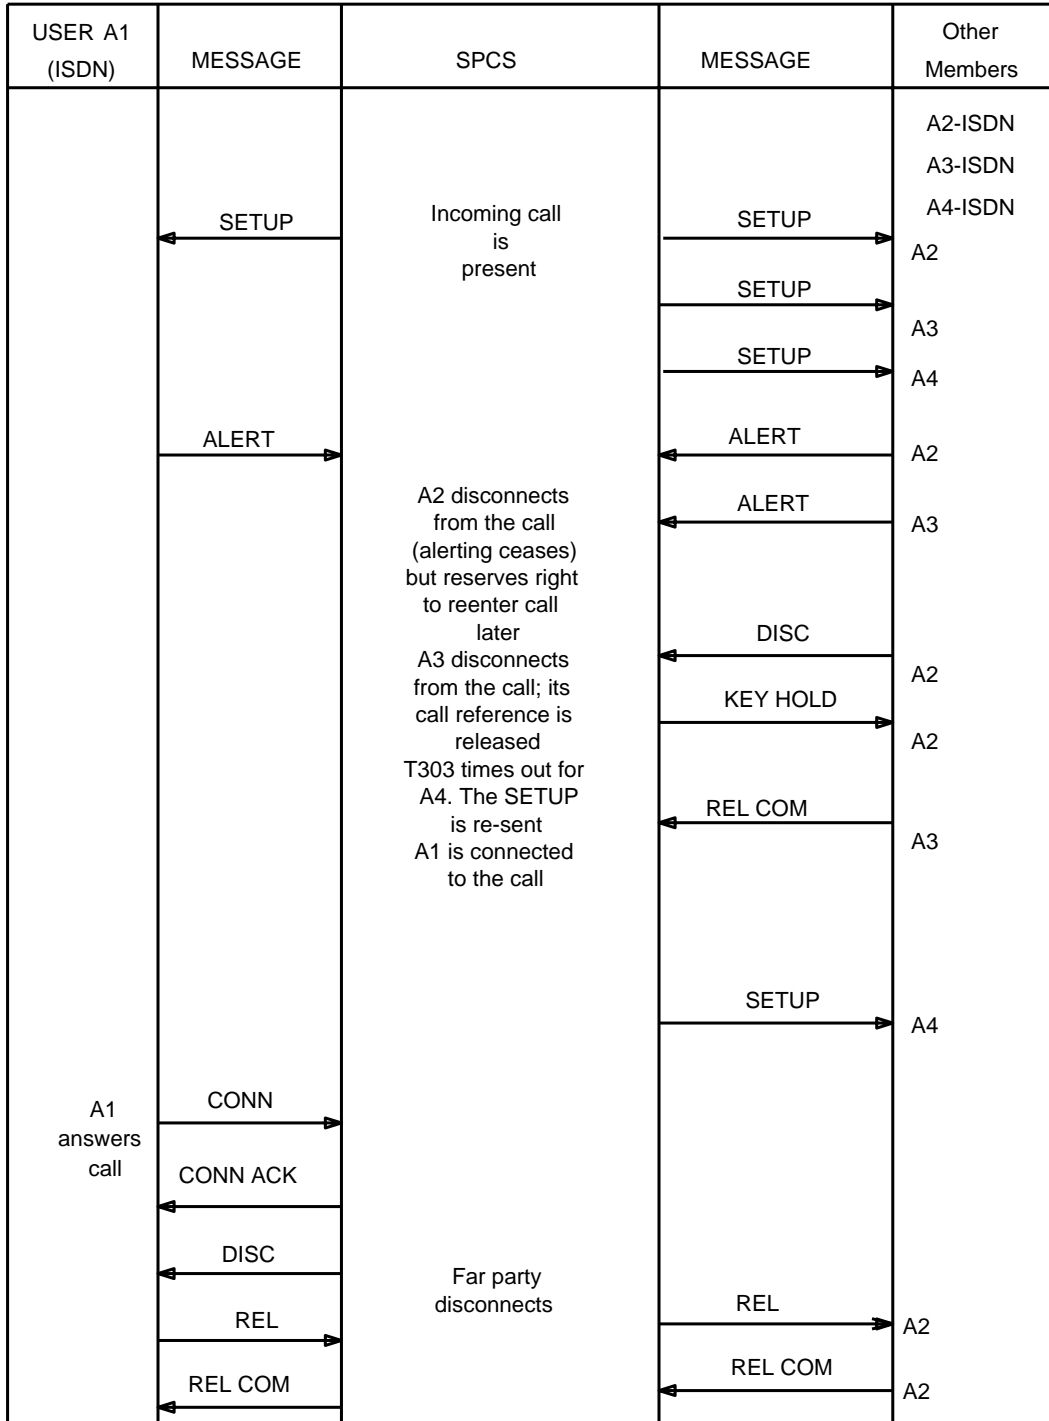 USER A1
(ISDN)
MESSAGE
SPCS
MESSAGE
Other
Members
A2-ISDN
A3-ISDN
A4-ISDN
SETUP
Incoming call
is
present
SETUP
A2
SETUP
A3
SETUP
A4
ALERT
ALERT
A2
A2 disconnects
from the call
(alerting ceases)
but reserves right
to reenter call
later
A3 disconnects
from the call; its
call reference is
released
T303 times out for
A4. The SETUP
is re-sent
A1 is connected
to the call
ALERT
A3
DISC
A2
KEY HOLD
A2
REL COM
A3
SETUP
A4
A1
answers
call
CONN
CONN ACK
DISC
Far party
disconnects
REL
REL
A2
REL COM
REL COM
A2